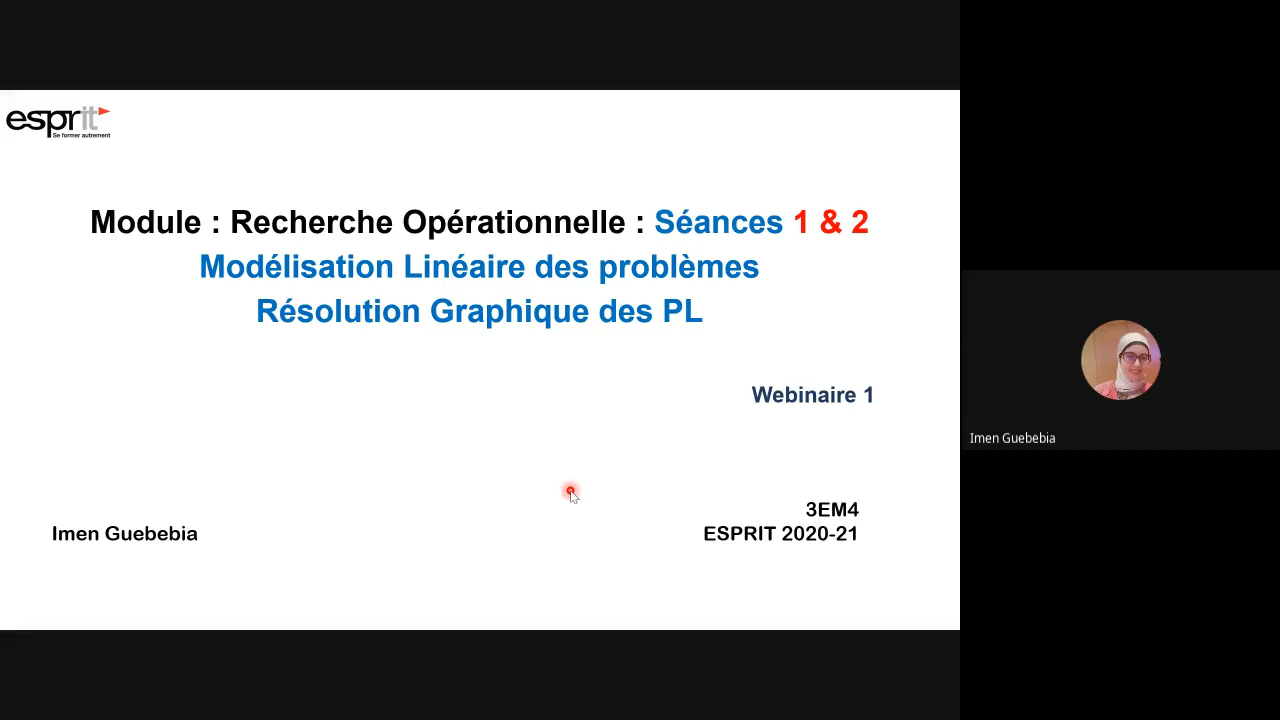 esprit
Se former autrement
Module : Recherche Opérationnelle : Séances 1 & 2
Modélisation Linéaire des problèmes
Résolution Graphique des PL
Webinaire 1
3EM4
Imen Guebebia
ESPRIT 2020-21
Imen Guebebia